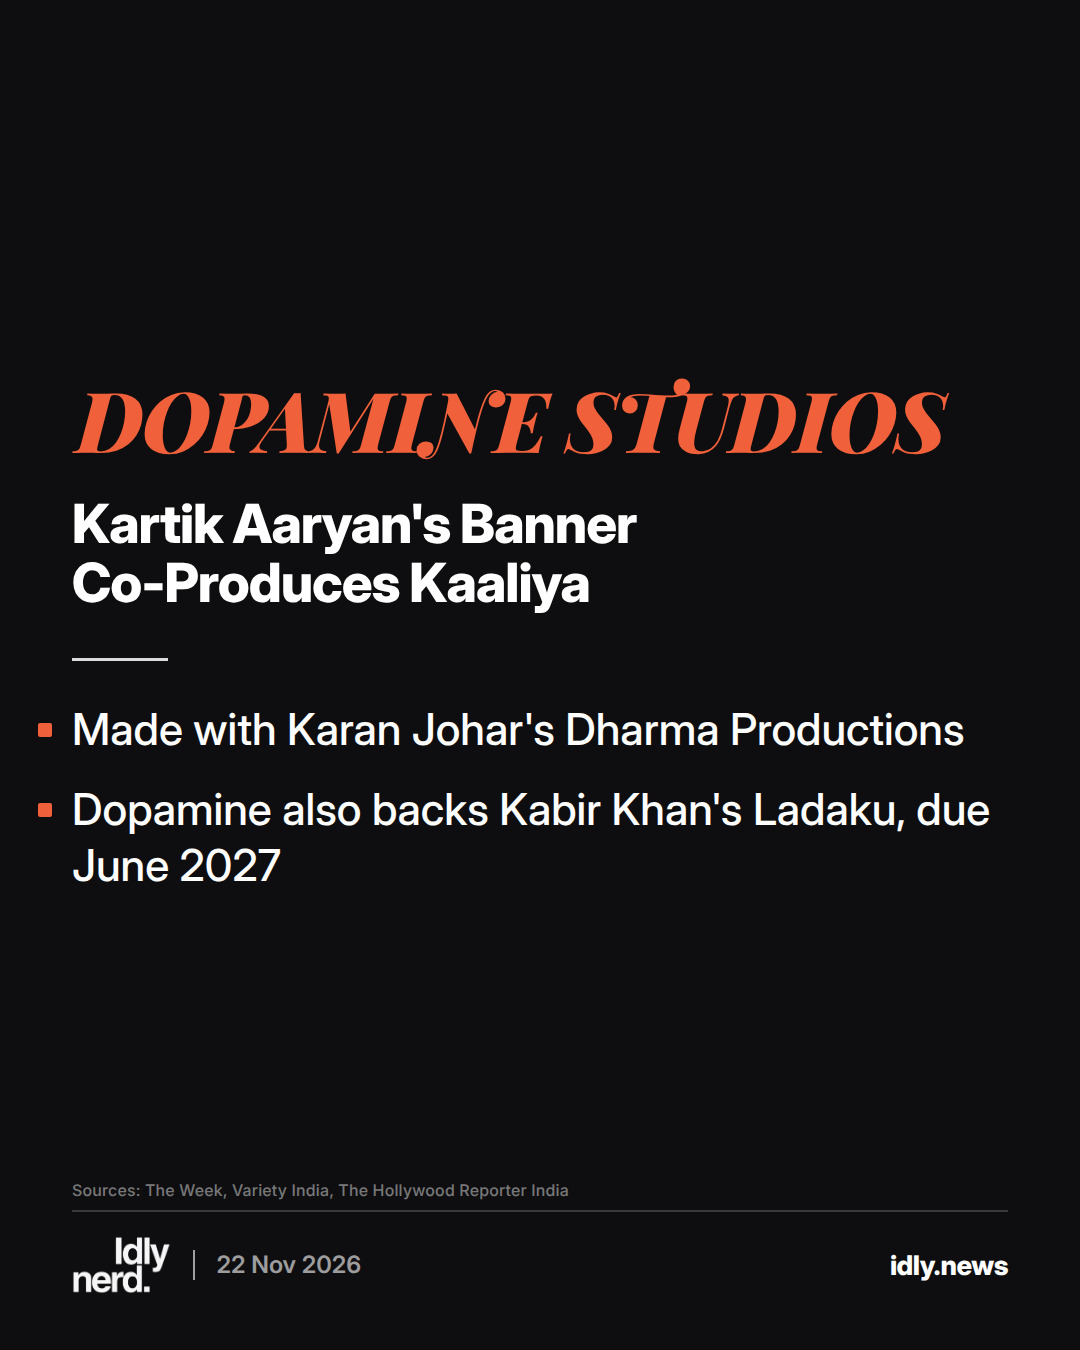 DOPAMINE STUDIOS
Kartik Aaryan's Banner
Co-Produces Kaaliya
Made with Karan Johar's Dharma Productions
Dopamine also backs Kabir Khan's Ladaku, due
June 2027
Sources: The Week, Variety India, The Hollywood Reporter India
Idly
nerd.
22 Nov 2026
idly.news